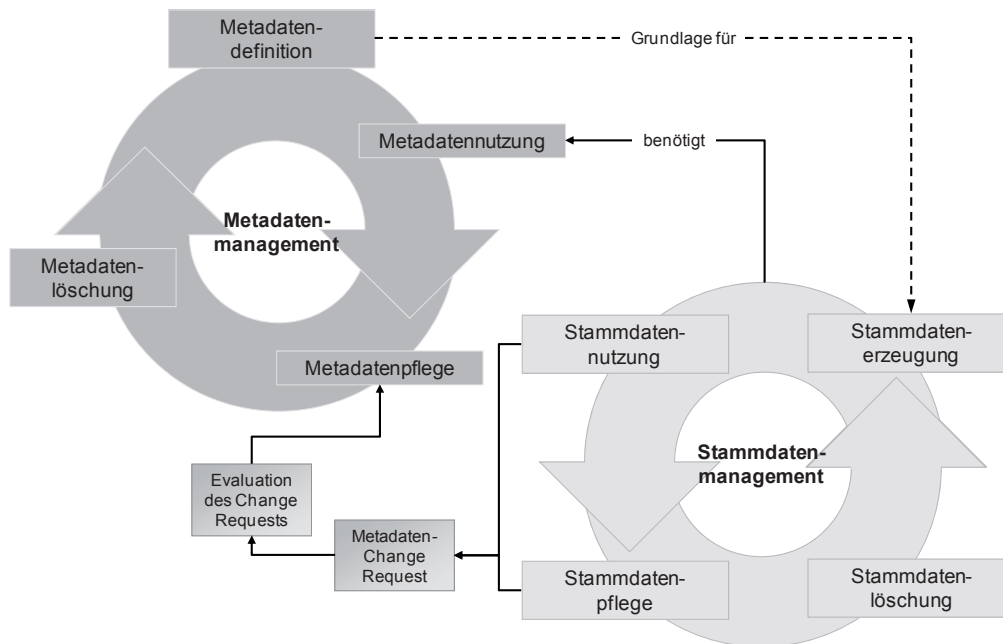 Metadaten-
definition
Grundlage für
Metadatennutzung
benötigt
Metadaten-
management
Metadaten-
löschung
Metadatenpflege
Stammdaten-
nutzung
Stammdaten-
erzeugung
Stammdaten-
management
Evaluation
des Change
Requests
Metadaten-
Change
Request
Stammdaten-
pflege
Stammdaten-
löschung